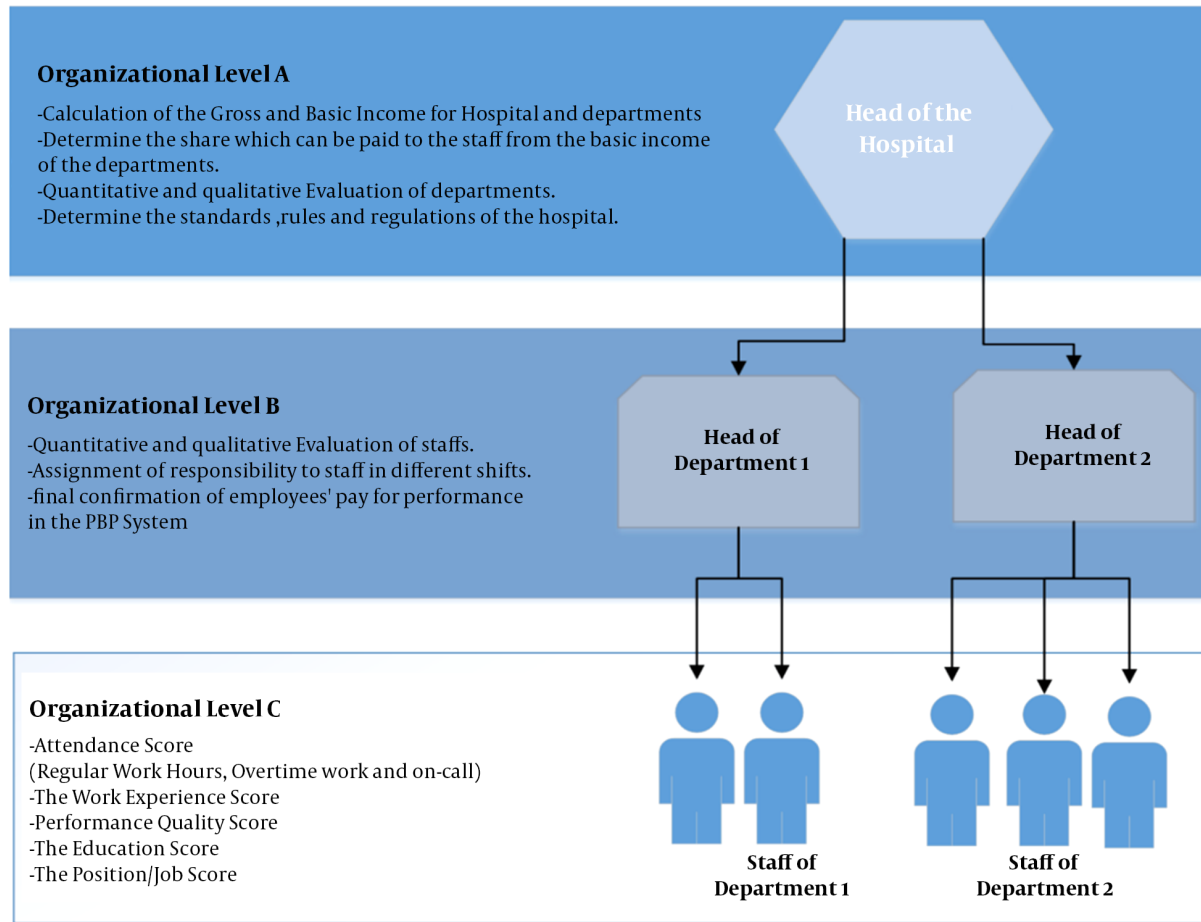 Organizational Level A
-Calculation of the Gross and Basic Income for Hospital and departments
-Determine the share which can be paid to the staff from the basic income
of the departments.
-Quantitative and qualitative Evaluation of departments.
-Determine the standards ,rules and regulations of the hospital.
Head of the
Hospital
Organizational Level B
-Quantitative and qualitative Evaluation of staffs.
-Assignment of responsibility to staff in different shifts.
-final confirmation of employees' pay for performance
in the PBP System
Head of
Department 1
Head of
Department 2
Organizational Level C
-Attendance Score
(Regular Work Hours, Overtime work and on-call)
-The Work Experience Score
-Performance Quality Score
-The Education Score
-The Position/Job Score
Staff of
Department 1
Staff of
Department 2